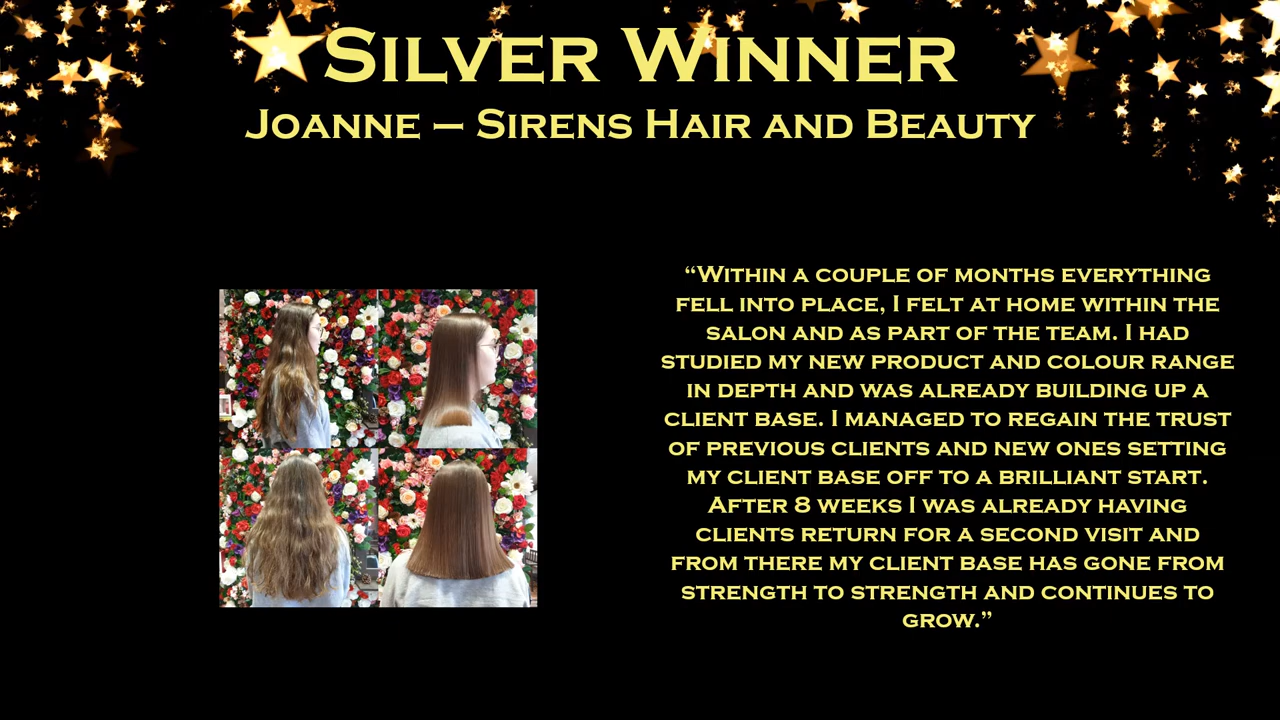 Silver Winner
Joanne – Sirens Hair and Beauty
“Within a couple of months everything
fell into place, I felt at home within the
salon and as part of the team. I had
studied my new product and colour range
in depth and was already building up a
client base. I managed to regain the trust
of previous clients and new ones setting
my client base off to a brilliant start.
After 8 weeks I was already having
clients return for a second visit and
from there my client base has gone from
strength to strength and continues to
grow.”